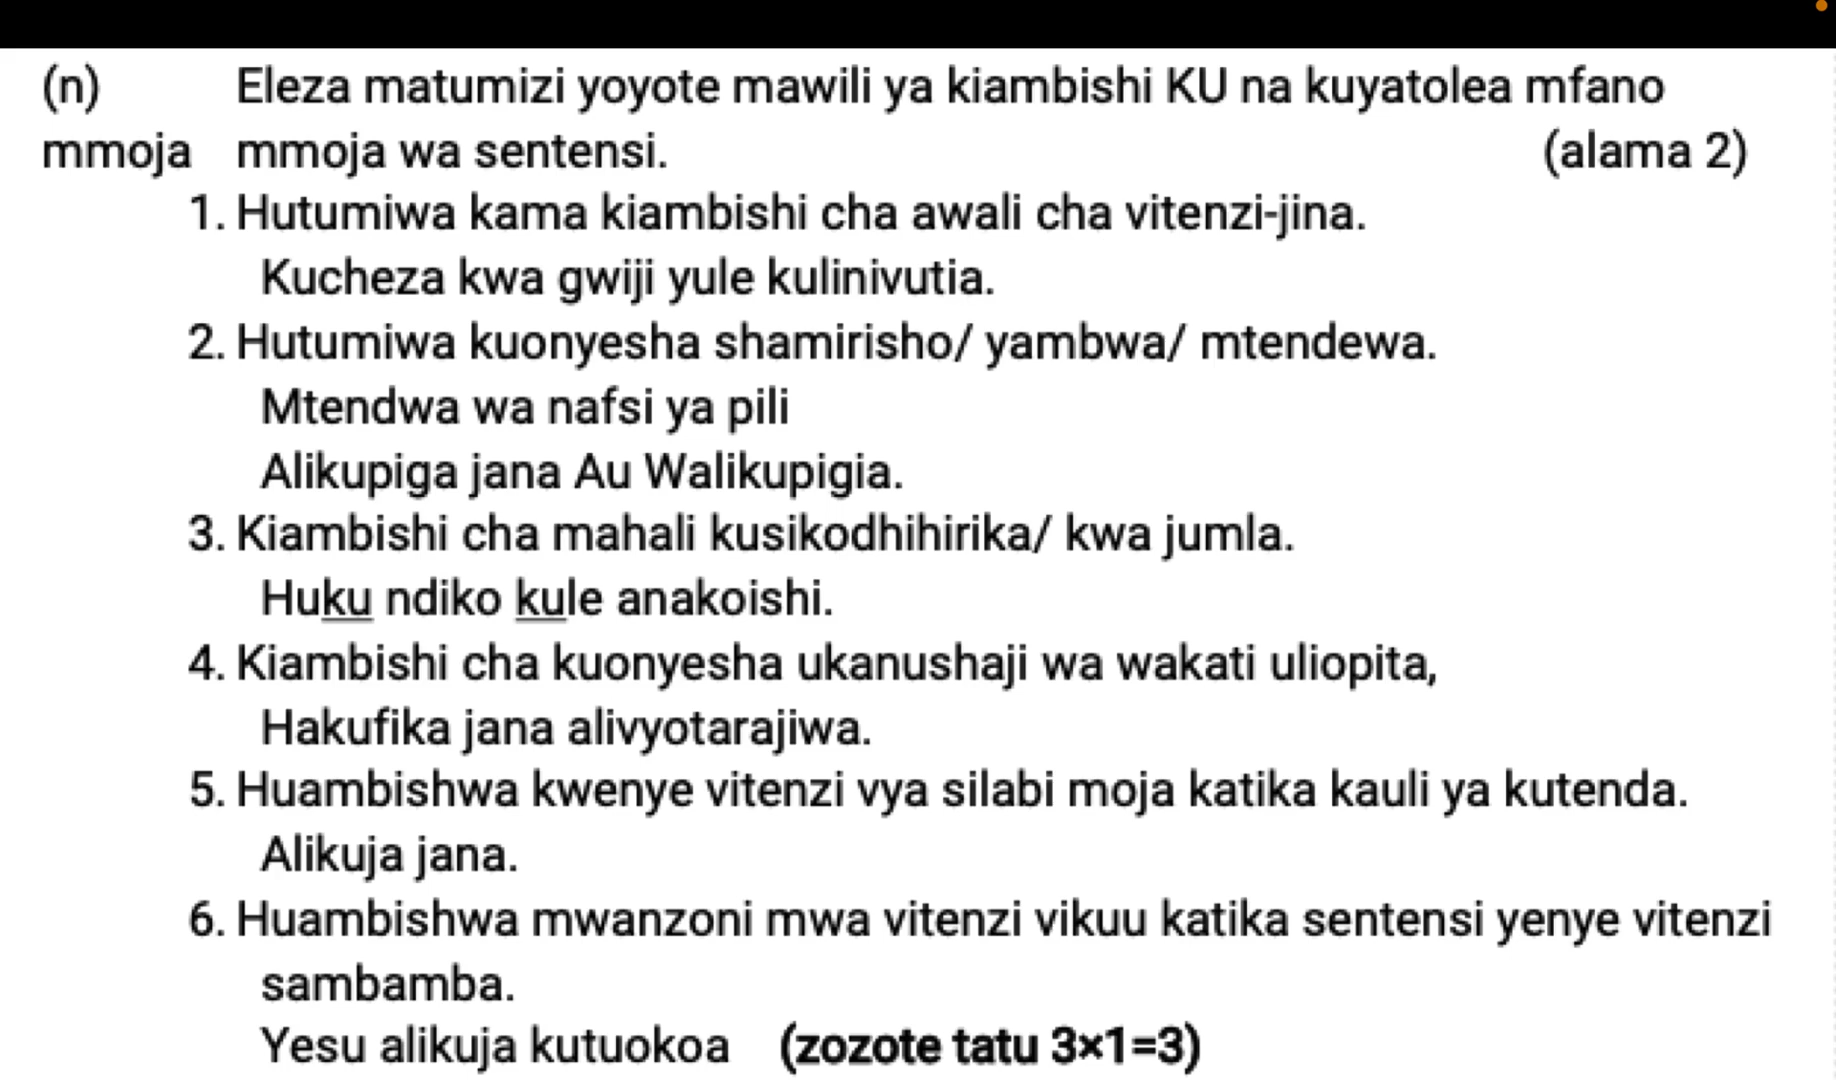 (n) Eleza matumizi yoyote mawili ya kiambishi KU na kuyatolea mfano
mmoja mmoja wa sentensi. (alama 2)
1. Hutumiwa kama kiambishi cha awali cha vitenzi-jina.
Kucheza kwa gwiji yule kulinivutia.
2. Hutumiwa kuonyesha shamirisho/ yambwa/ mtendewa.
Mtendwa wa nafsi ya pili
Alikupiga jana Au Walikupigia.
3. Kiambishi cha mahali kusikodhihirika/ kwa jumla.
Huku ndiko kule anakoishi.
4. Kiambishi cha kuonyesha ukanushaji wa wakati uliopita,
Hakufika jana alivyotarajiwa.
5. Huambishwa kwenye vitenzi vya silabi moja katika kauli ya kutenda.
Alikuja jana.
6. Huambishwa mwanzoni mwa vitenzi vikuu katika sentensi yenye vitenzi
sambamba.
Yesu alikuja kutuokoa (zozote tatu 3×1=3)